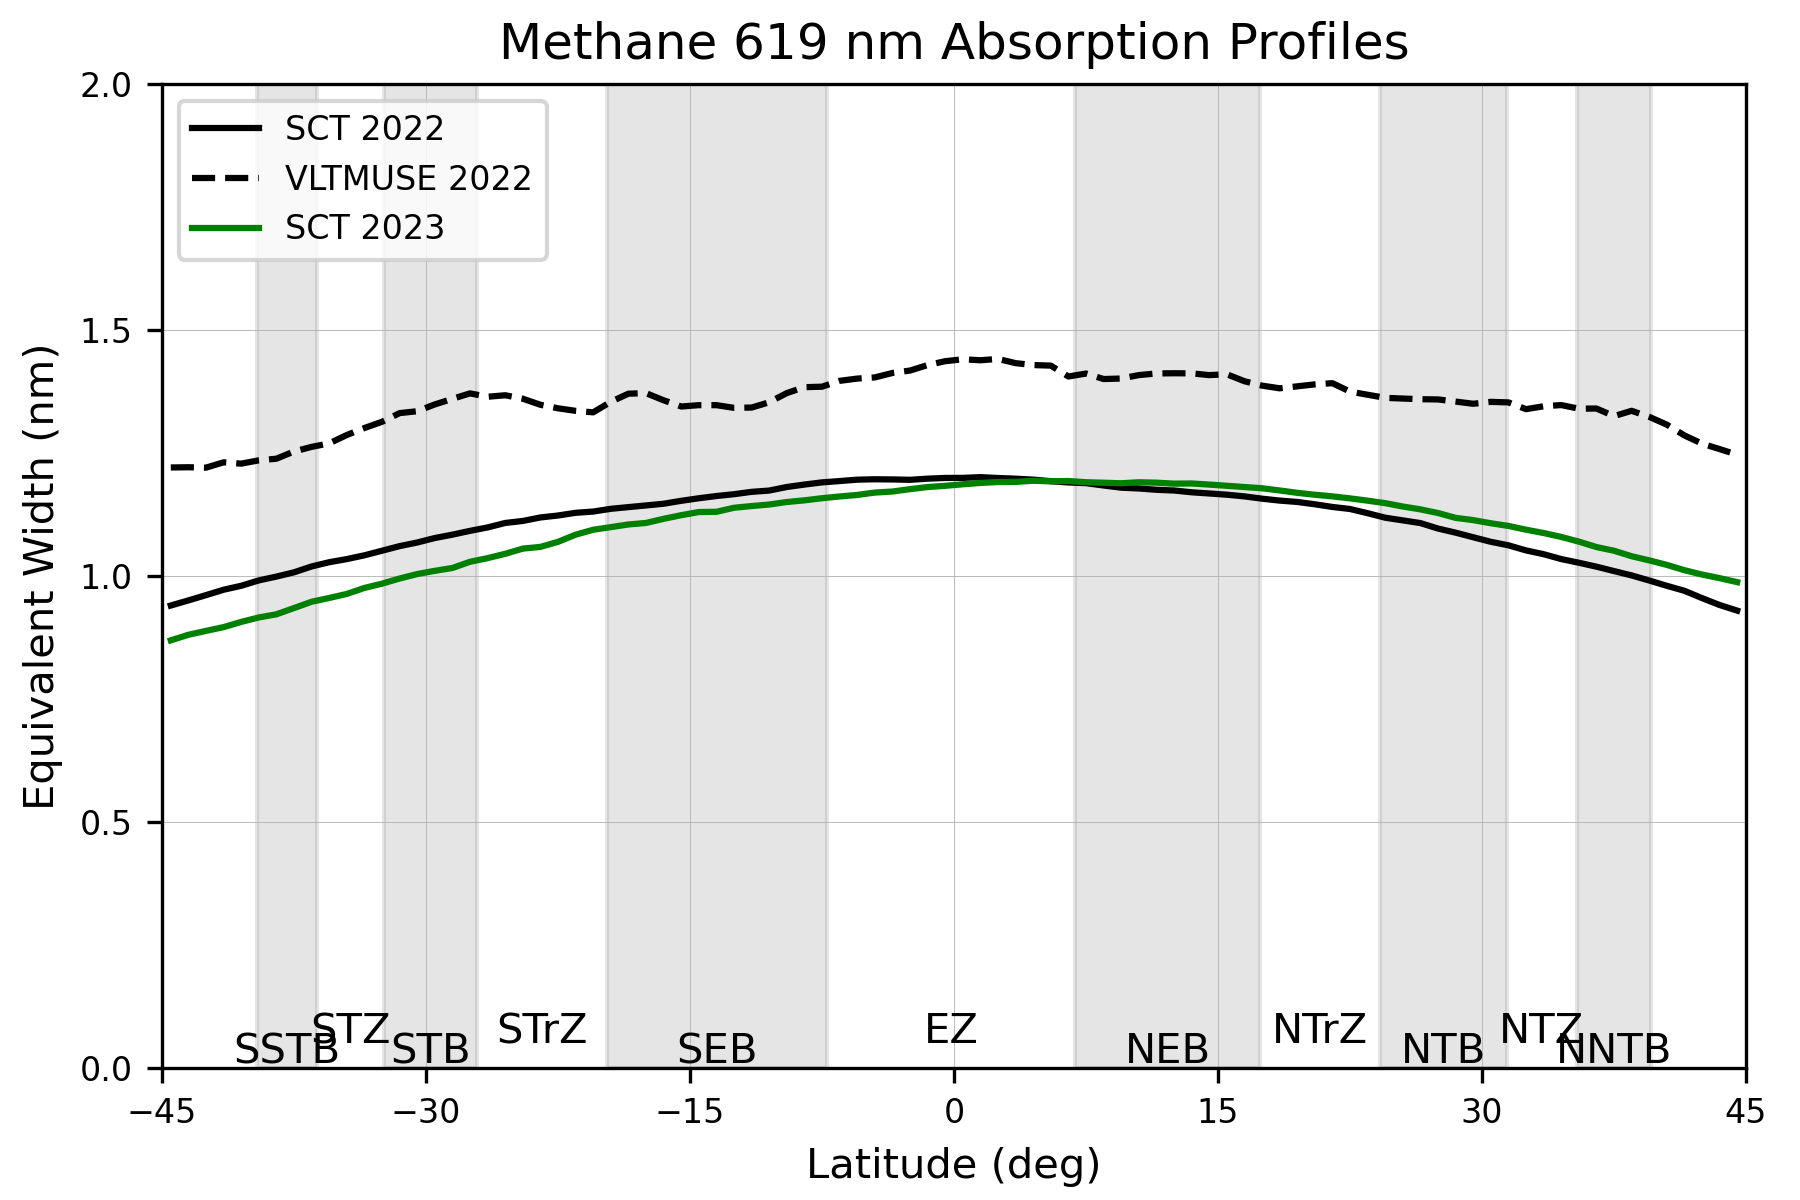 Methane 619 nm Absorption Profiles
2.0
1.5
1.0
0.5
0.0
Equivalent Width (nm)
SCT 2022
VLTMUSE 2022
SCT 2023
STZ STrZ EZ NTrZ NTZ
SSTB STB SEB NEB NTB NNTB
−45 −30 −15 0 15 30 45
Latitude (deg)